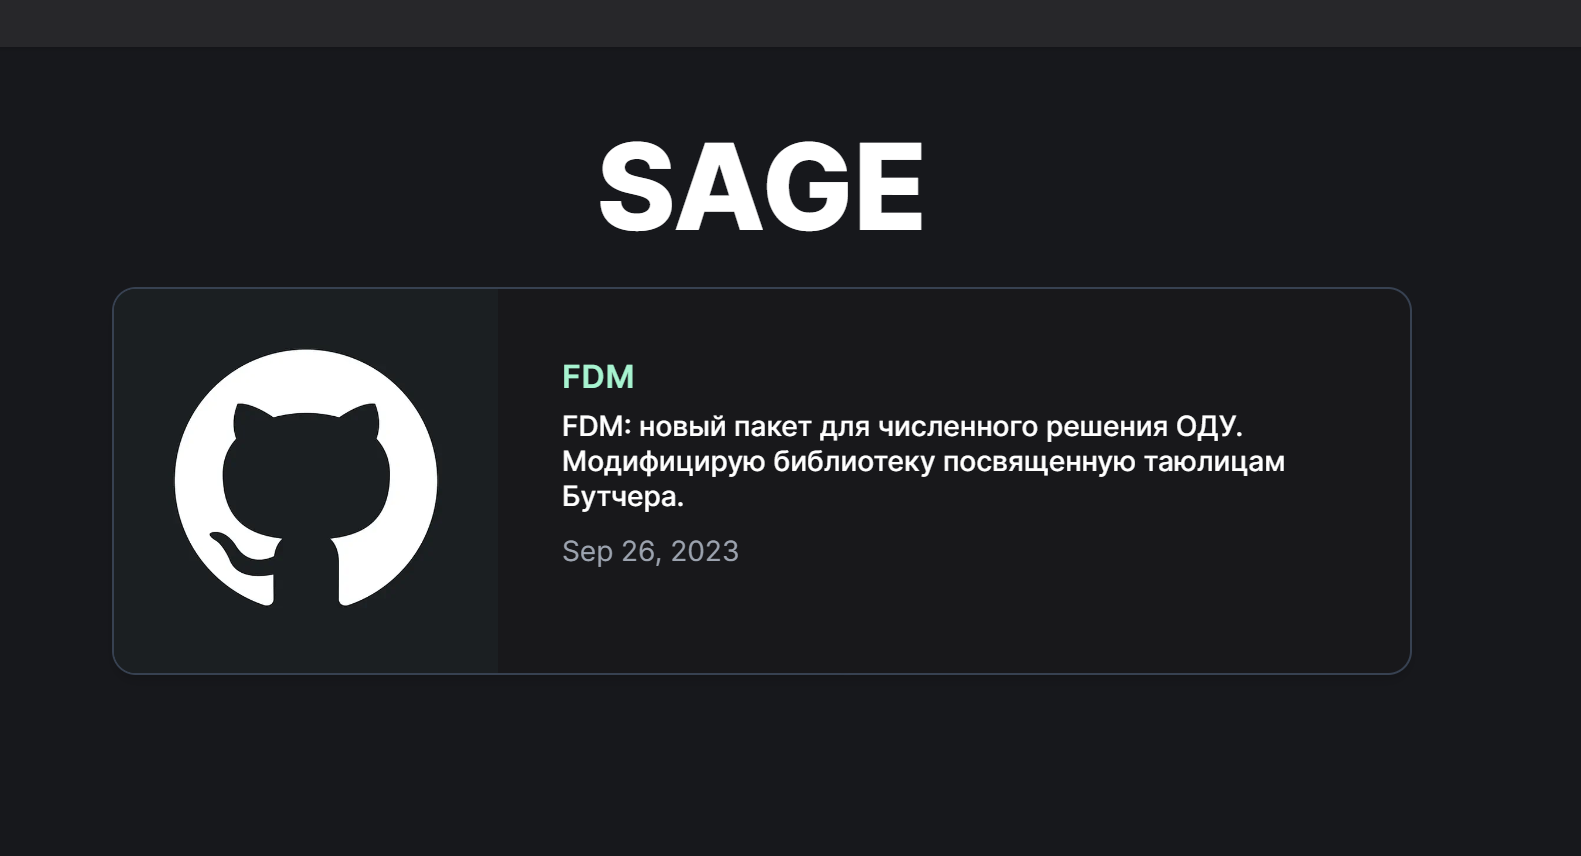 SAGE
FDM
FDM: новый пакет для численного решения ОДУ.
Модифицирую библиотеку посвященную таюлицам
Бутчера.
Sep 26, 2023